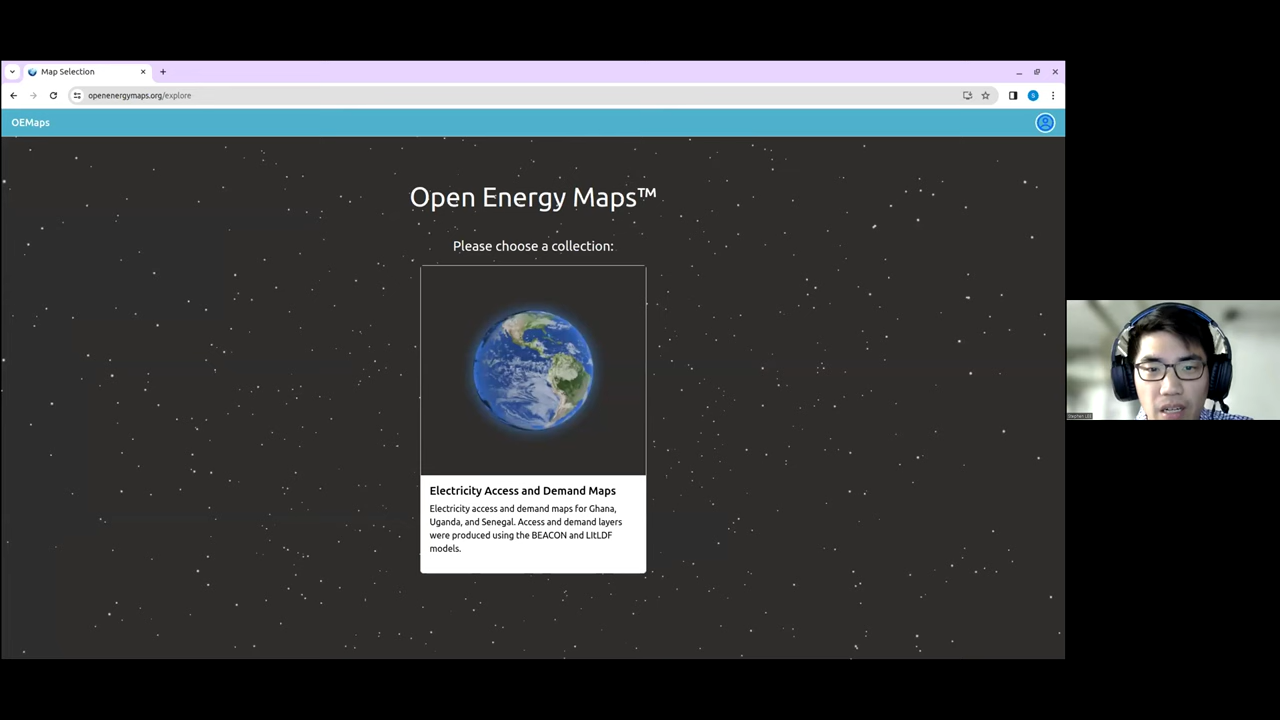 Map Selection
openenergymaps.org/explore
S
OEMaps
Open Energy Maps™
Please choose a collection:
Electricity Access and Demand Maps
Electricity access and demand maps for Ghana,
Uganda, and Senegal. Access and demand layers
were produced using the BEACON and LItLDF
models.
Stephen LEE